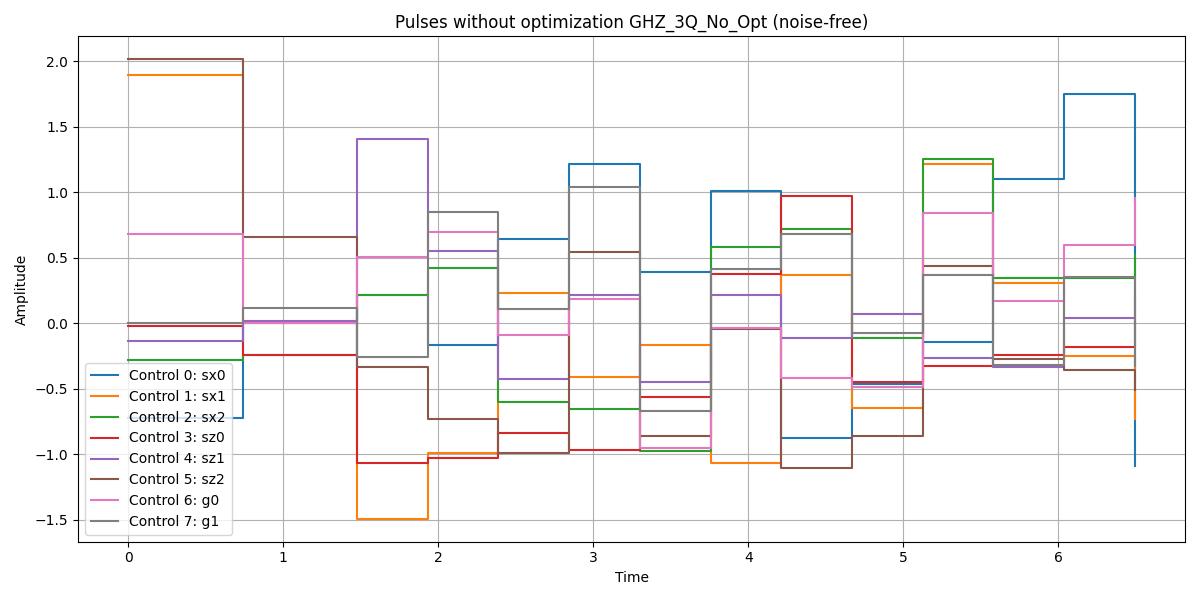 Pulses without optimization GHZ_3Q_No_Opt (noise-free)
Amplitude
2.0
1.5
1.0
0.5
0.0
−0.5
−1.0
−1.5
Control 0: sx0
Control 1: sx1
Control 2: sx2
Control 3: sz0
Control 4: sz1
Control 5: sz2
Control 6: g0
Control 7: g1
0 1 2 3 4 5 6
Time